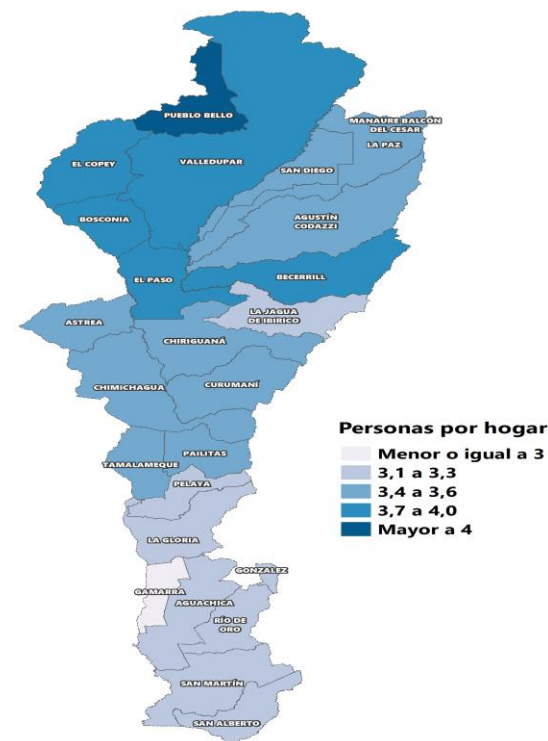 PUEBLO BELLO
MANAURE BALCÓN
DEL CESAR
LA PAZ
EL COPEY
VALLEDUPAR
SAN DIEGO
BOSCONIA
AGUSTÍN
CODAZZI
EL PASO
BECERRILL
LA JAGUA
DE IBIRICO
ASTREA
CHIRIGUANÁ
CHIMICHAGUA
CURUMANÍ
PAILITAS
TAMALAMEQUE
PELAYA
LA GLORIA
GONZALEZ
GAMARRA
AGUACHICA
RÍO DE
ORO
SAN MARTÍN
SAN ALBERTO
Personas por hogar
Menor o igual a 3
3,1 a 3,3
3,4 a 3,6
3,7 a 4,0
Mayor a 4